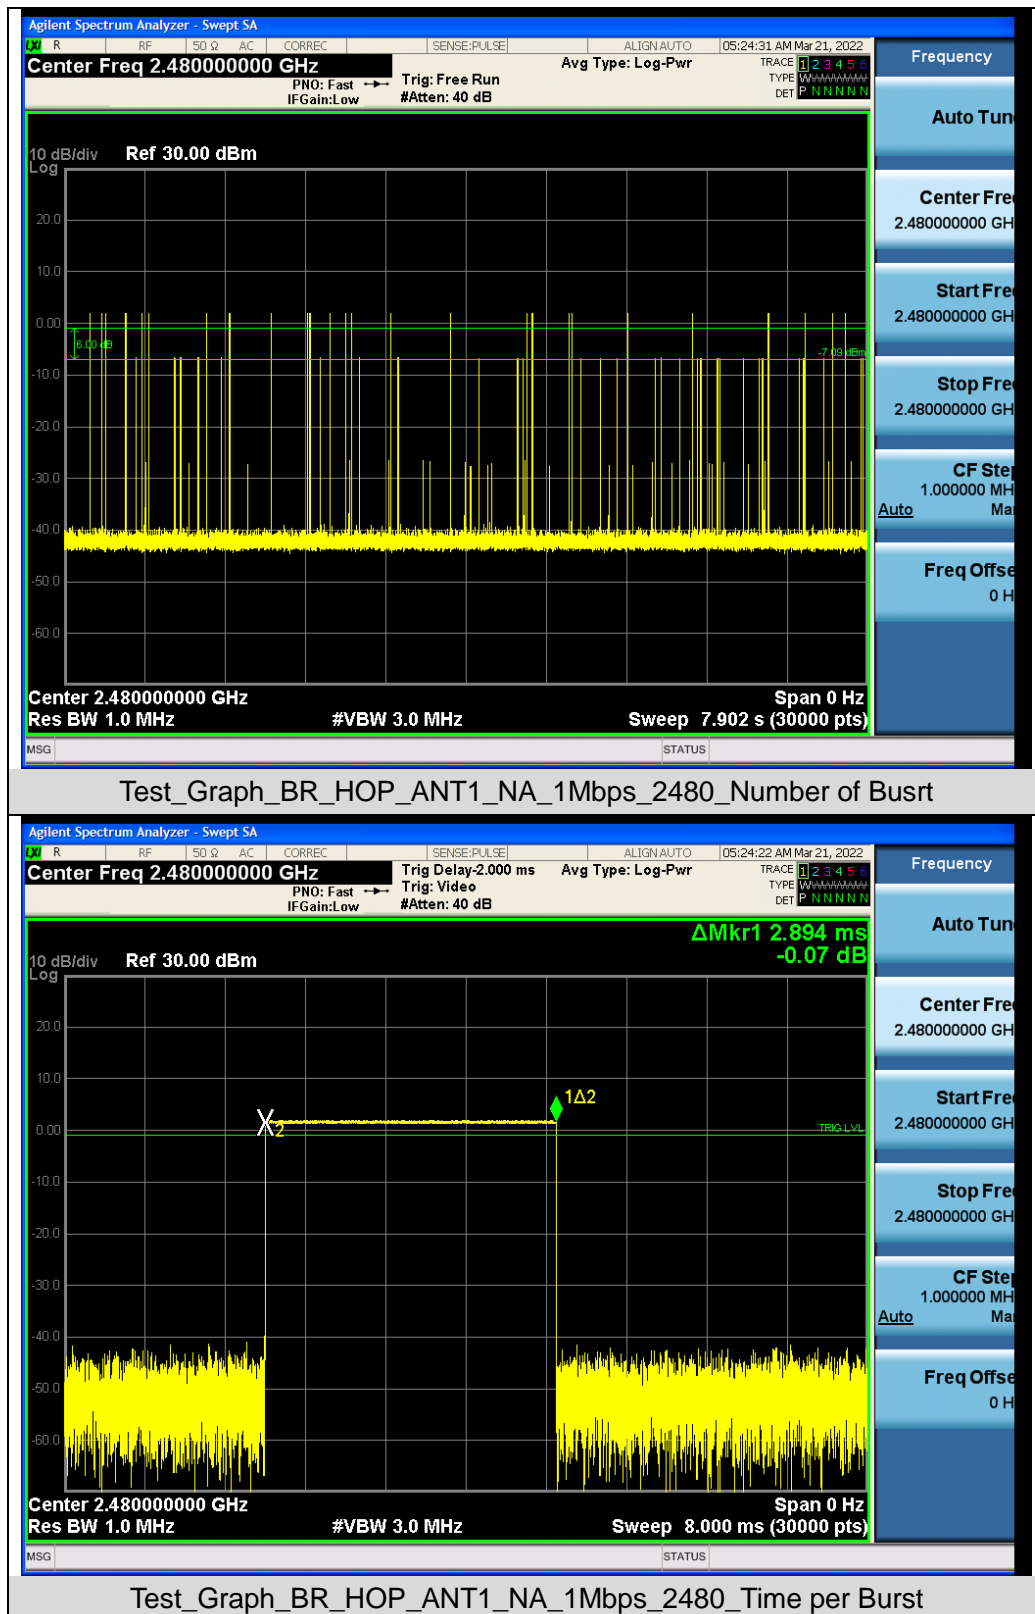 Agilent Spectrum Analyzer - Swept SA
LXI R RF 50 Ω AC CORREC SENSE:PULSE ALIGN AUTO 05:24:31 AM Mar 21, 2022
Center Freq 2.480000000 GHz
PNO: Fast
IFGain:Low
Trig: Free Run
#Atten: 40 dB
Avg Type: Log-Pwr
TRACE 1 2 3 4 5 6
TYPE W
DET P N N N N N
Frequency
Auto Tun
Center Fre
2.480000000 GH
Start Fre
2.480000000 GH
Stop Fre
2.480000000 GH
CF Step
1.000000 MH
Auto Ma
Freq Offse
0 H
10 dB/div Ref 30.00 dBm
Log
20.0
10.0
0.00
6.00 dB
-7.09 dBm
-10.0
-20.0
-30.0
-40.0
-50.0
-60.0
Center 2.480000000 GHz Span 0 Hz
Res BW 1.0 MHz #VBW 3.0 MHz Sweep 7.902 s (30000 pts)
MSG STATUS
Test_Graph_BR_HOP_ANT1_NA_1Mbps_2480_Number of Busrt
Agilent Spectrum Analyzer - Swept SA
LXI R RF 50 Ω AC CORREC SENSE:PULSE ALIGN AUTO 05:24:22 AM Mar 21, 2022
Center Freq 2.480000000 GHz
PNO: Fast
IFGain:Low
Trig Delay-2.000 ms
Trig: Video
#Atten: 40 dB
Avg Type: Log-Pwr
TRACE 1 2 3 4 5 6
TYPE W
DET P N N N N N
Frequency
Auto Tun
Center Fre
2.480000000 GH
Start Fre
2.480000000 GH
Stop Fre
2.480000000 GH
CF Step
1.000000 MH
Auto Ma
Freq Offse
0 H
ΔMkr1 2.894 ms
-0.07 dB
10 dB/div Ref 30.00 dBm
Log
20.0
10.0
1Δ2
2
0.00
TRIG LVL
-10.0
-20.0
-30.0
-40.0
-50.0
-60.0
Center 2.480000000 GHz Span 0 Hz
Res BW 1.0 MHz #VBW 3.0 MHz Sweep 8.000 ms (30000 pts)
MSG STATUS
Test_Graph_BR_HOP_ANT1_NA_1Mbps_2480_Time per Burst